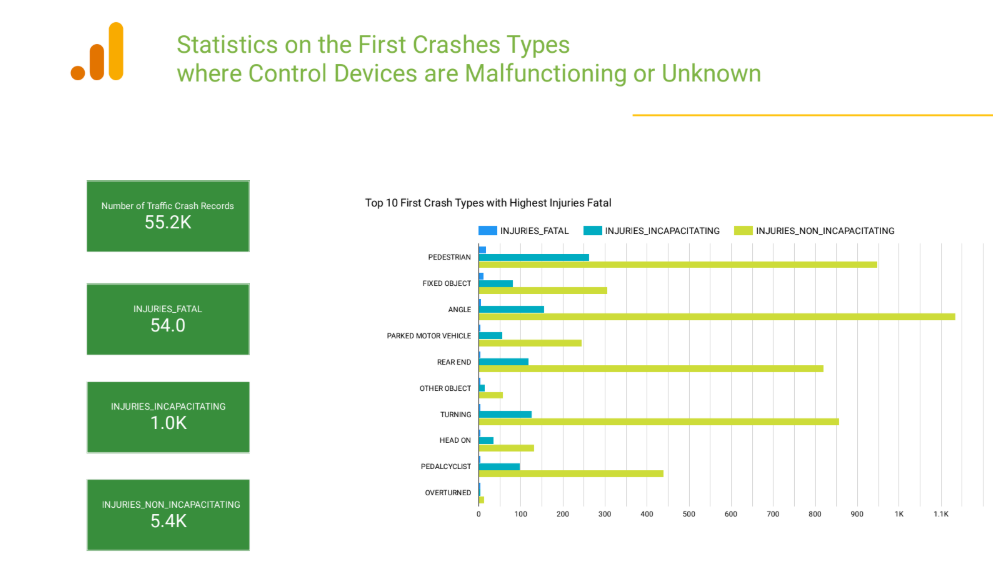 Statistics on the First Crashes Types
where Control Devices are Malfunctioning or Unknown
Number of Traffic Crash Records
55.2K
INJURIES_FATAL
54.0
INJURIES_INCAPACITATING
1.0K
INJURIES_NON_INCAPACITATING
5.4K
Top 10 First Crash Types with Highest Injuries Fatal
INJURIES_FATAL INJURIES_INCAPACITATING INJURIES_NON_INCAPACITATING
PEDESTRIAN
FIXED OBJECT
ANGLE
PARKED MOTOR VEHICLE
REAR END
OTHER OBJECT
TURNING
HEAD ON
PEDALCYCLIST
OVERTURNED
0 100 200 300 400 500 600 700 800 900 1K 1.1K